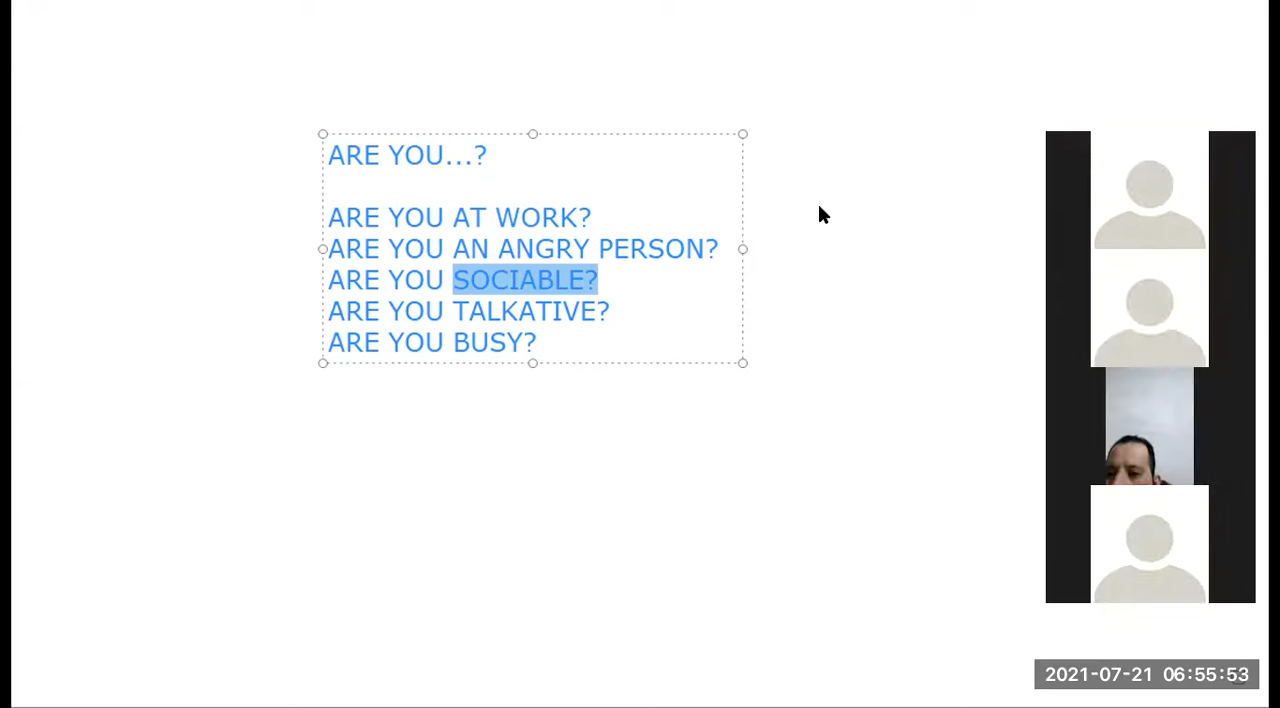 ARE YOU...?
ARE YOU AT WORK?
ARE YOU AN ANGRY PERSON?
ARE YOU SOCIABLE?
ARE YOU TALKATIVE?
ARE YOU BUSY?
2021-07-21 06:55:53